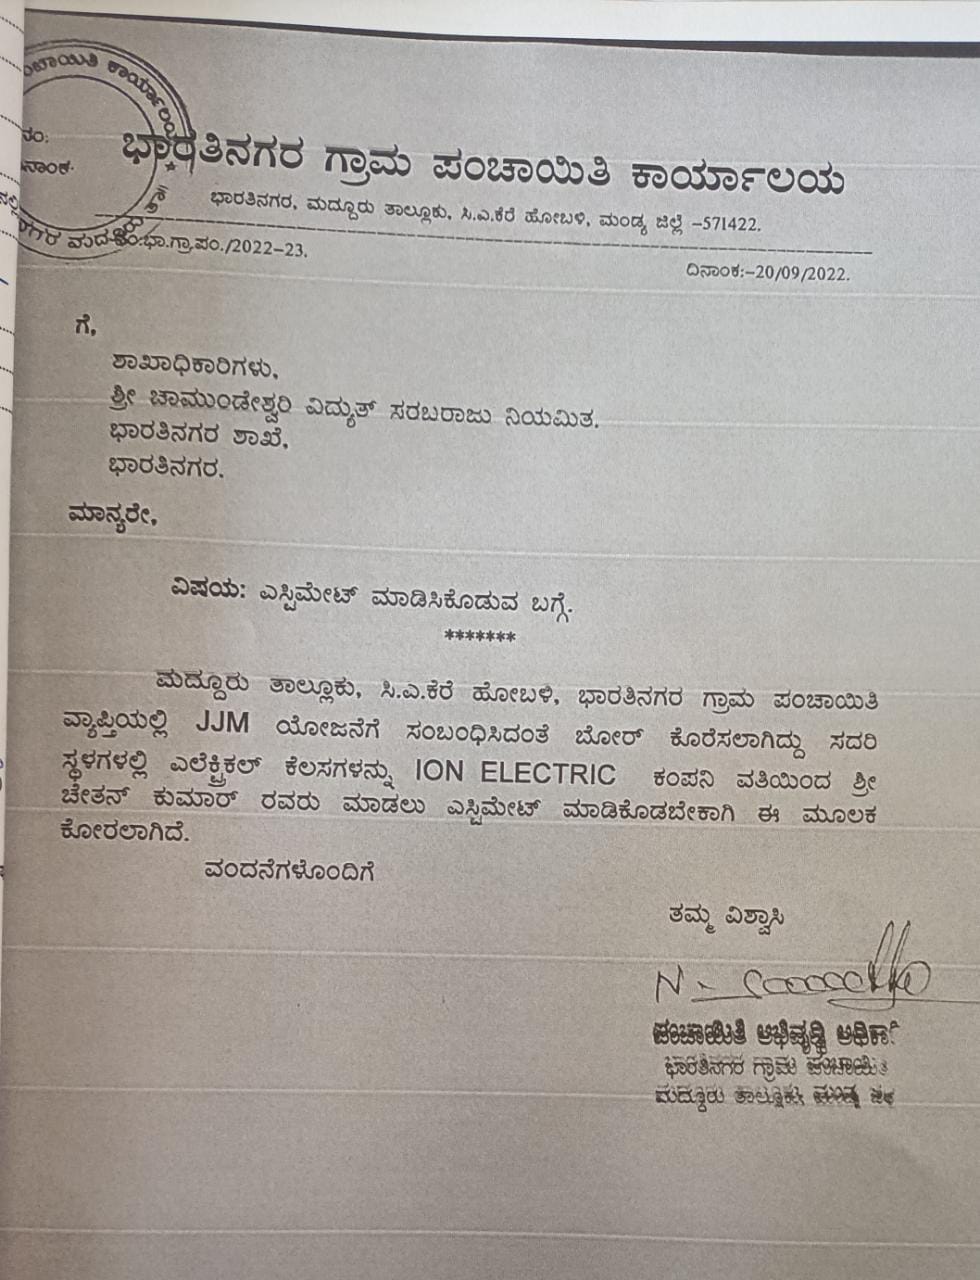 ಪಂಚಾಯಿತಿ ಕಾರ್ಯಾಲಯ
ಭಾರತಿನಗರ ಗ್ರಾಮ ಪಂಚಾಯಿತಿ ಕಾರ್ಯಾಲಯ
ಭಾರತಿನಗರ, ಮದ್ದೂರು ತಾಲ್ಲೂಕು, ಸಿ.ಎ.ಕೆರೆ ಹೋಬಳಿ, ಮಂಡ್ಯ ಜಿಲ್ಲೆ -571422.
ಸಂ:ಭಾ.ಗ್ರಾ.ಪಂ./2022-23.
ದಿನಾಂಕ:-20/09/2022.
ಗೆ,
ಶಾಖಾಧಿಕಾರಿಗಳು,
ಶ್ರೀ ಚಾಮುಂಡೇಶ್ವರಿ ವಿದ್ಯುತ್ ಸರಬರಾಜು ನಿಯಮಿತ.
ಭಾರತಿನಗರ ಶಾಖೆ,
ಭಾರತಿನಗರ.
ಮಾನ್ಯರೇ,
ವಿಷಯ: ಎಸ್ಟಿಮೇಟ್ ಮಾಡಿಸಿಕೊಡುವ ಬಗ್ಗೆ.
*******
ಮದ್ದೂರು ತಾಲ್ಲೂಕು, ಸಿ.ಎ.ಕೆರೆ ಹೋಬಳಿ, ಭಾರತಿನಗರ ಗ್ರಾಮ ಪಂಚಾಯಿತಿ
ವ್ಯಾಪ್ತಿಯಲ್ಲಿ JJM ಯೋಜನೆಗೆ ಸಂಬಂಧಿಸಿದಂತೆ ಬೋರ್ ಕೊರೆಸಲಾಗಿದ್ದು ಸದರಿ
ಸ್ಥಳಗಳಲ್ಲಿ ಎಲೆಕ್ಟ್ರಿಕಲ್ ಕೆಲಸಗಳನ್ನು ION ELECTRIC ಕಂಪನಿ ವತಿಯಿಂದ ಶ್ರೀ
ಚೇತನ್ ಕುಮಾರ್ ರವರು ಮಾಡಲು ಎಸ್ಟಿಮೇಟ್ ಮಾಡಿಕೊಡಬೇಕಾಗಿ ಈ ಮೂಲಕ
ಕೋರಲಾಗಿದೆ.
ವಂದನೆಗಳೊಂದಿಗೆ
ತಮ್ಮ ವಿಶ್ವಾಸಿ
ಪಂಚಾಯಿತಿ ಅಭಿವೃದ್ಧಿ
ಭಾರತಿನಗರ ಗ್ರಾಮ ಪಂಚಾಯಿತಿ
ಮದ್ದೂರು ತಾಲ್ಲೂಕು, ಮಂಡ್ಯ